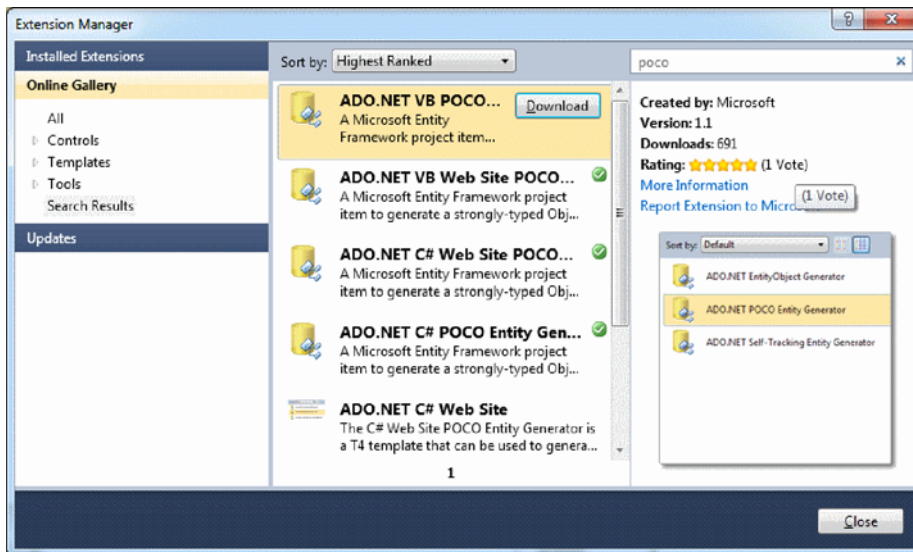 Extension Manager
Installed Extensions
Online Gallery
All
Controls
Templates
Tools
Search Results
Updates
Sort by: Highest Ranked
ADO.NET VB POCO...
Download
A Microsoft Entity
Framework project item...
ADO.NET VB Web Site POCO...
A Microsoft Entity Framework project
item to generate a strongly-typed Obj...
ADO.NET C# Web Site POCO...
A Microsoft Entity Framework project
item to generate a strongly-typed Obj...
ADO.NET C# POCO Entity Gen...
A Microsoft Entity Framework project
item to generate a strongly-typed Obj...
ADO.NET C# Web Site
The C# Web Site POCO Entity Generator is
a T4 template that can be used to genera...
1
poco
Created by: Microsoft
Version: 1.1
Downloads: 691
Rating: (1 Vote)
More Information
(1 Vote)
Report Extension to
Sort by: Default
ADO.NET EntityObject Generator
ADO.NET POCO Entity Generator
ADO.NET Self-Tracking Entity Generator
Close